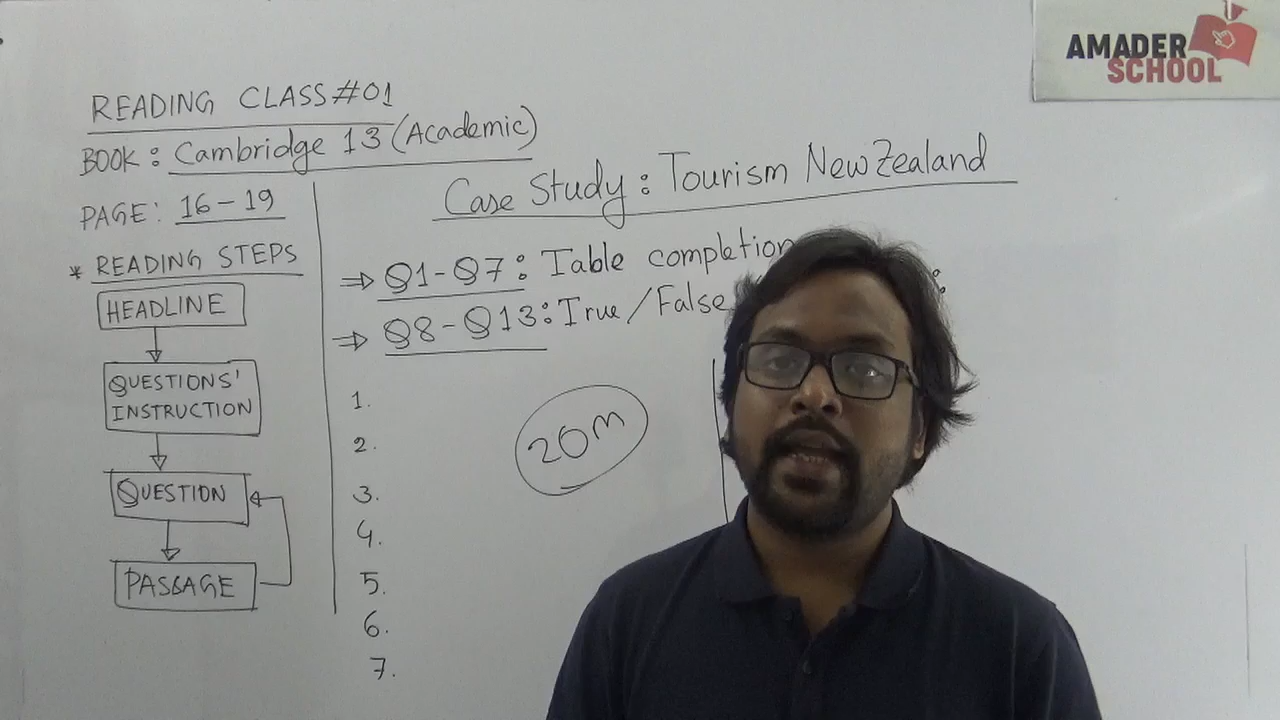 AMADER
SCHOOL
READING CLASS#01
BOOK: Cambridge 13 (Academic)
PAGE: 16-19
* READING STEPS
HEADLINE
QUESTIONS'
INSTRUCTION
QUESTION
PASSAGE
Case Study: Tourism New Zealand
⇒ Q1-Q7: Table completion
⇒ Q8-Q13: True/False
20m
1.
2.
3.
4.
5.
6.
7.